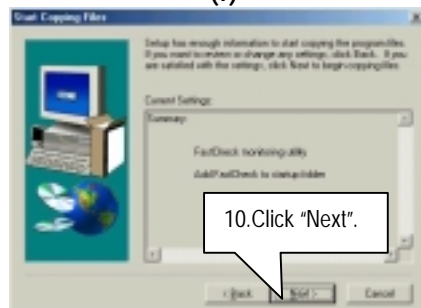 Start Copying Files
Setup has enough information to start copying the program files.
If you want to review or change any settings, click Back. If you
are satisfied with the settings, click Next to begin copying files.
Current Settings:
Summary:
FastCheck monitoring utility
Add FastCheck to startup folder
10.Click “Next”.
< Back
Next >
Cancel